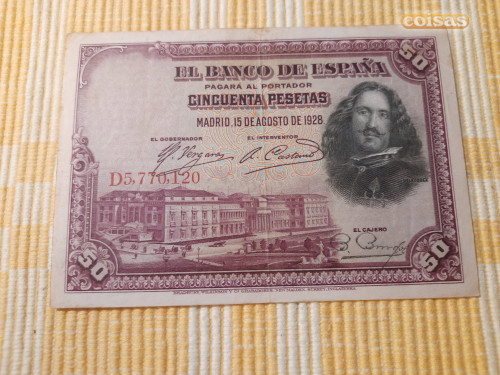 coisas
50
50
EL BANCO DE ESPAÑA
PAGARÁ AL PORTADOR
CINCUENTA PESETAS
MADRID, 15 DE AGOSTO DE 1928
EL GOBERNADOR
EL INTERVENTOR
D5,770,120
EL CAJERO
50
50